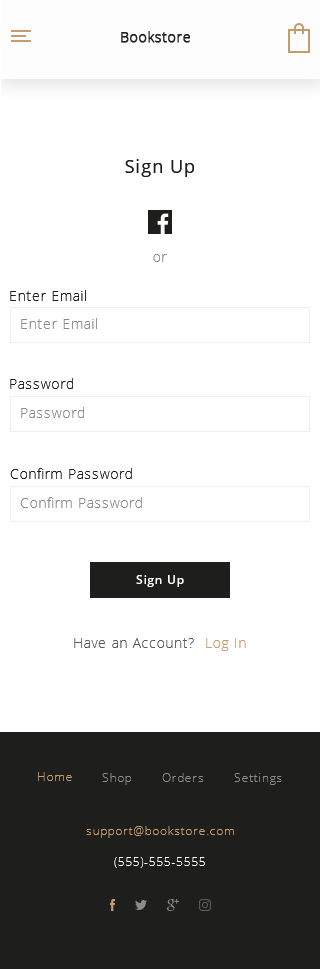 Bookstore
Sign Up
or
Enter Email
Enter Email
Password
Password
Confirm Password
Confirm Password
Sign Up
Have an Account? Log In
Home Shop Orders Settings
support@bookstore.com
(555)-555-5555